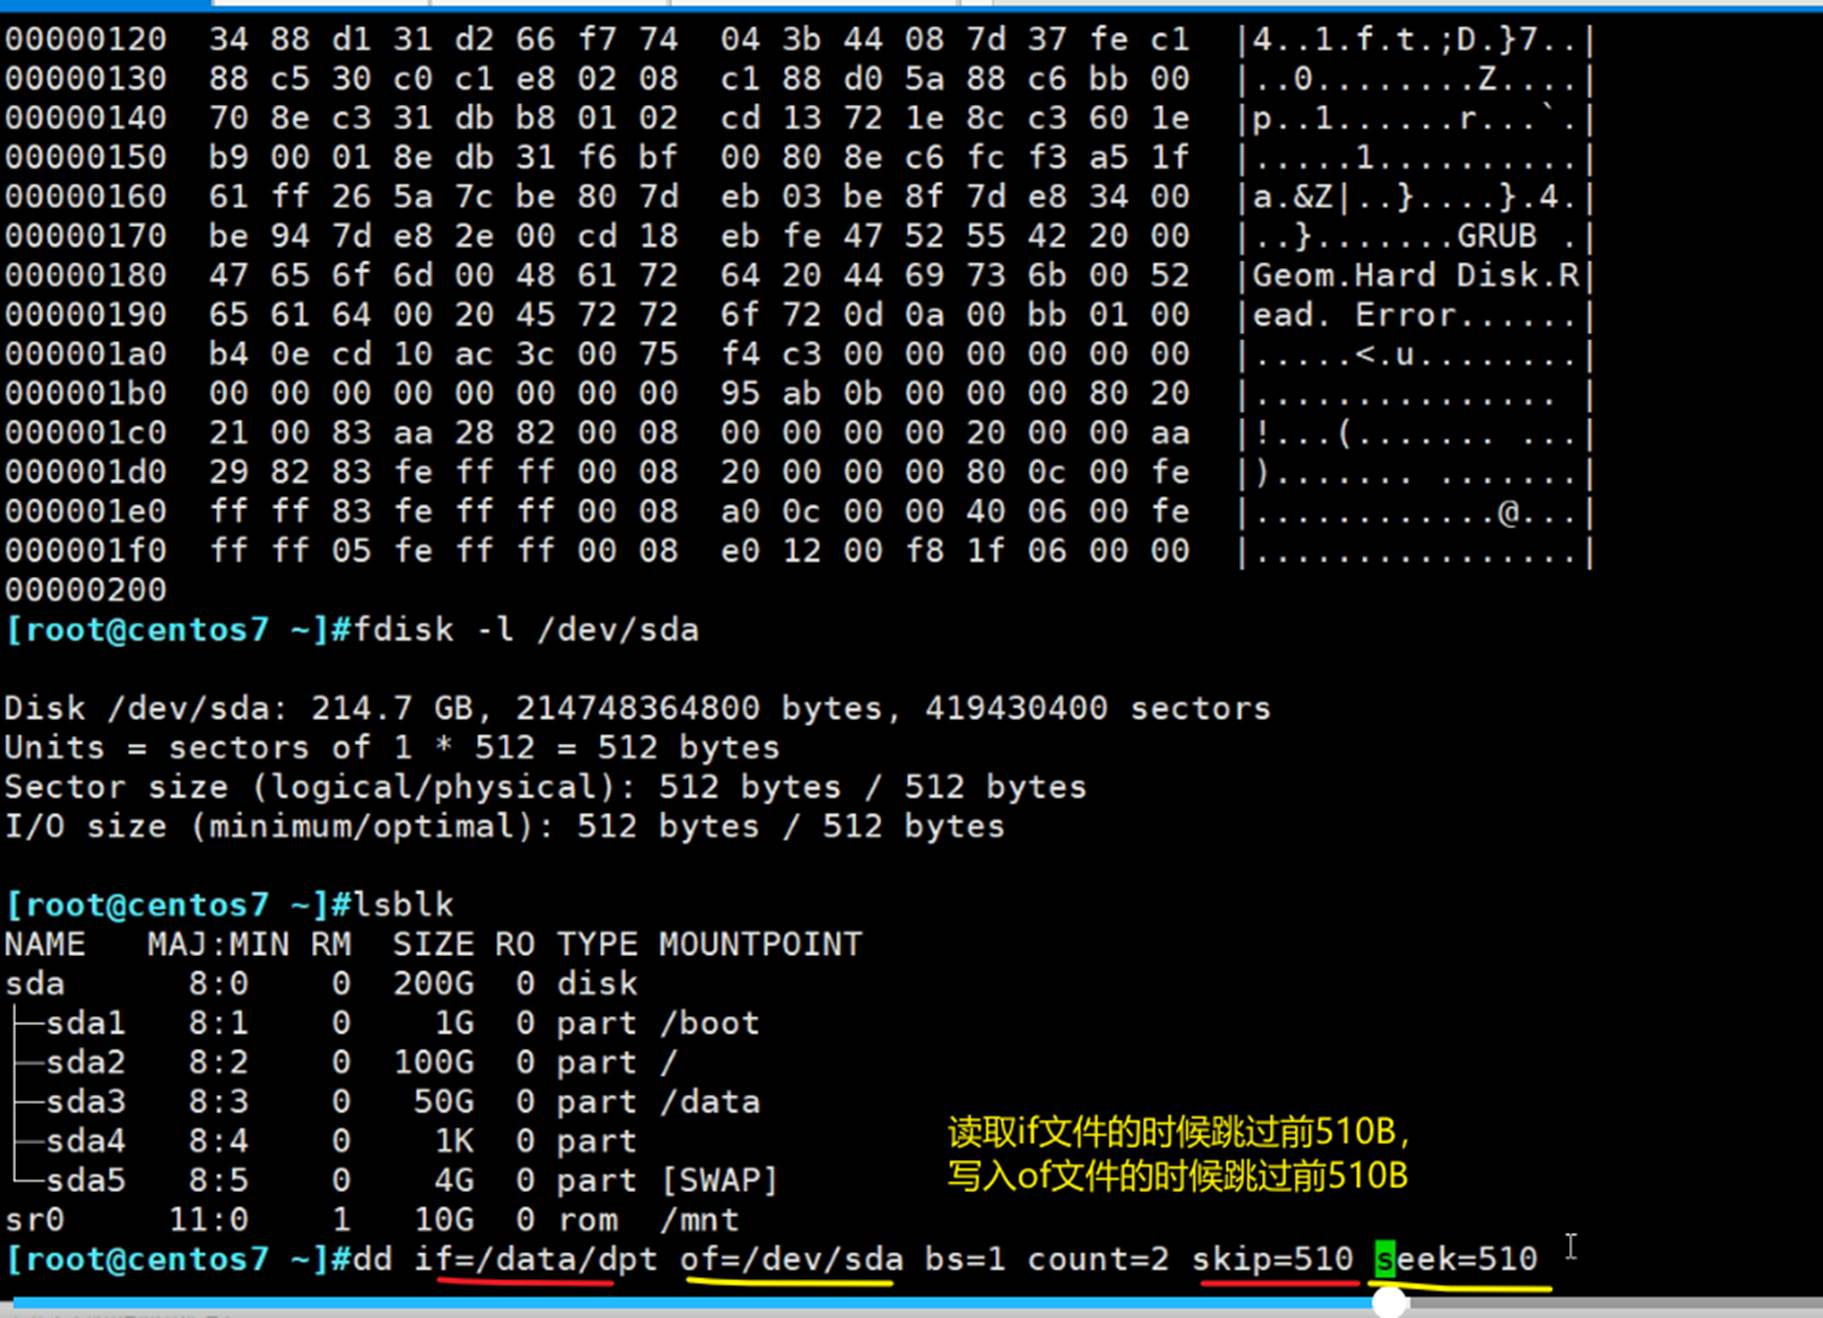 00000120  34 88 d1 31 d2 66 f7 74  04 3b 44 08 7d 37 fe c1  |4..1.f.t.;D.}7..|
00000130  88 c5 30 c0 c1 e8 02 08  c1 88 d0 5a 88 c6 bb 00  |..0........Z....|
00000140  70 8e c3 31 db b8 01 02  cd 13 72 1e 8c c3 60 1e  |p..1......r...`.|
00000150  b9 00 01 8e db 31 f6 bf  00 80 8e c6 fc f3 a5 1f  |.....1..........|
00000160  61 ff 26 5a 7c be 80 7d  eb 03 be 8f 7d e8 34 00  |a.&Z|..}....}.4.|
00000170  be 94 7d e8 2e 00 cd 18  eb fe 47 52 55 42 20 00  |..}.......GRUB .|
00000180  47 65 6f 6d 00 48 61 72  64 20 44 69 73 6b 00 52  |Geom.Hard Disk.R|
00000190  65 61 64 00 20 45 72 72  6f 72 0d 0a 00 bb 01 00  |ead. Error......|
000001a0  b4 0e cd 10 ac 3c 00 75  f4 c3 00 00 00 00 00 00  |.....<.u........|
000001b0  00 00 00 00 00 00 00 00  95 ab 0b 00 00 00 80 20  |............... |
000001c0  21 00 83 aa 28 82 00 08  00 00 00 00 20 00 00 aa  |!...(....... ...|
000001d0  29 82 83 fe ff ff 00 08  20 00 00 00 80 0c 00 fe  |)....... .......|
000001e0  ff ff 83 fe ff ff 00 08  a0 0c 00 00 40 06 00 fe  |............@...|
000001f0  ff ff 05 fe ff ff 00 08  e0 12 00 f8 1f 06 00 00  |................|
00000200
[root@centos7 ~]#fdisk -l /dev/sda
Disk /dev/sda: 214.7 GB, 214748364800 bytes, 419430400 sectors
Units = sectors of 1 * 512 = 512 bytes
Sector size (logical/physical): 512 bytes / 512 bytes
I/O size (minimum/optimal): 512 bytes / 512 bytes
[root@centos7 ~]#lsblk
NAME   MAJ:MIN RM  SIZE RO TYPE MOUNTPOINT
sda      8:0    0  200G  0 disk
├─sda1   8:1    0    1G  0 part /boot
├─sda2   8:2    0  100G  0 part /
├─sda3   8:3    0   50G  0 part /data
├─sda4   8:4    0    1K  0 part
└─sda5   8:5    0    4G  0 part [SWAP]
sr0     11:0    1   10G  0 rom  /mnt
读取if文件的时候跳过前510B，
写入of文件的时候跳过前510B
[root@centos7 ~]#dd if=/data/dpt of=/dev/sda bs=1 count=2 skip=510 seek=510